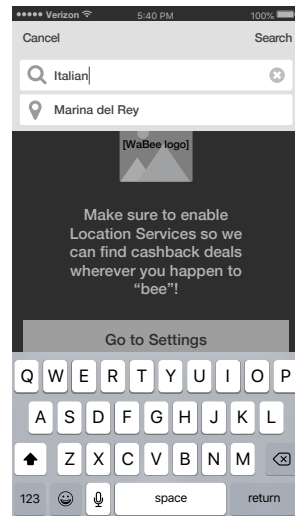 Verizon 5:40 PM 100%
Cancel Search
Italian
Marina del Rey
[WaBee logo]
Make sure to enable
Location Services so we
can find cashback deals
wherever you happen to
“bee”!
Go to Settings
Q W E R T Y U I O P
A S D F G H J K L
Z X C V B N M
123 space return